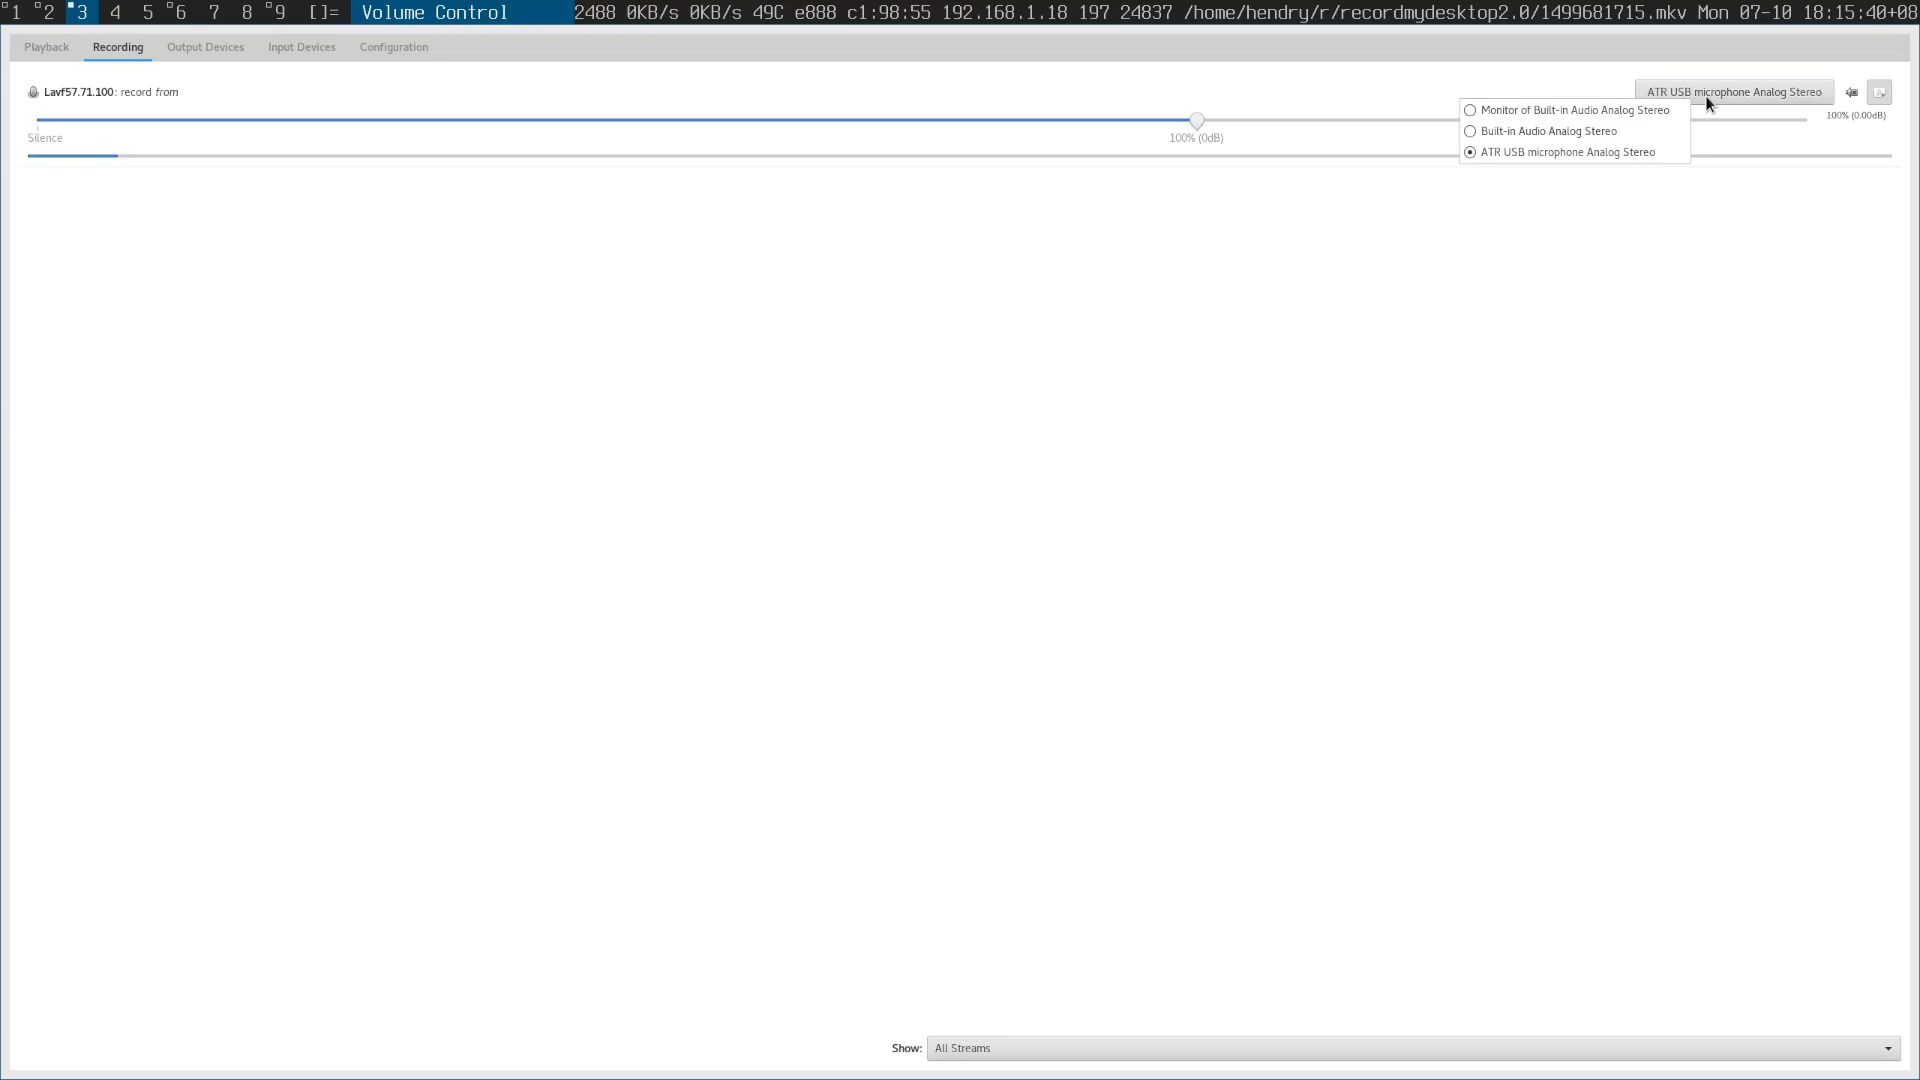 1 2 3 4 5 6 7 8 9 []= Volume Control 2488 0KB/s 0KB/s 49C e888 c1:98:55 192.168.1.18 197 24837 /home/hendry/r/recordmydesktop2.0/1499681715.mkv Mon 07-10 18:15:40+08
Playback Recording Output Devices Input Devices Configuration
Lavf57.71.100: record from ATR USB microphone Analog Stereo
Monitor of Built-in Audio Analog Stereo
100% (0.00dB)
Built-in Audio Analog Stereo
Silence 100% (0dB)
ATR USB microphone Analog Stereo
Show: All Streams